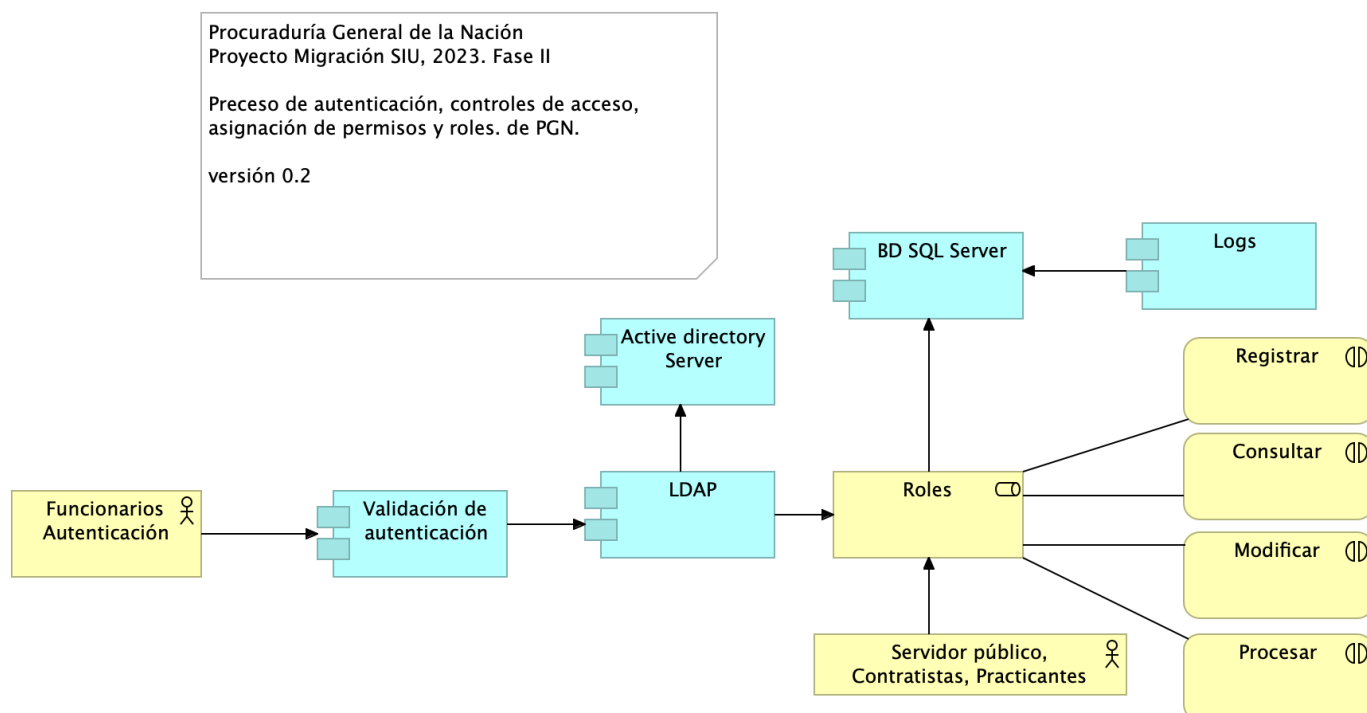 Procuraduría General de la Nación
Proyecto Migración SIU, 2023. Fase II
Preceso de autenticación, controles de acceso,
asignación de permisos y roles. de PGN.
versión 0.2
BD SQL Server
Logs
Active directory
Server
Registrar
Consultar
Funcionarios
Autenticación
Validación de
autenticación
LDAP
Roles
Modificar
Servidor público,
Contratistas, Practicantes
Procesar